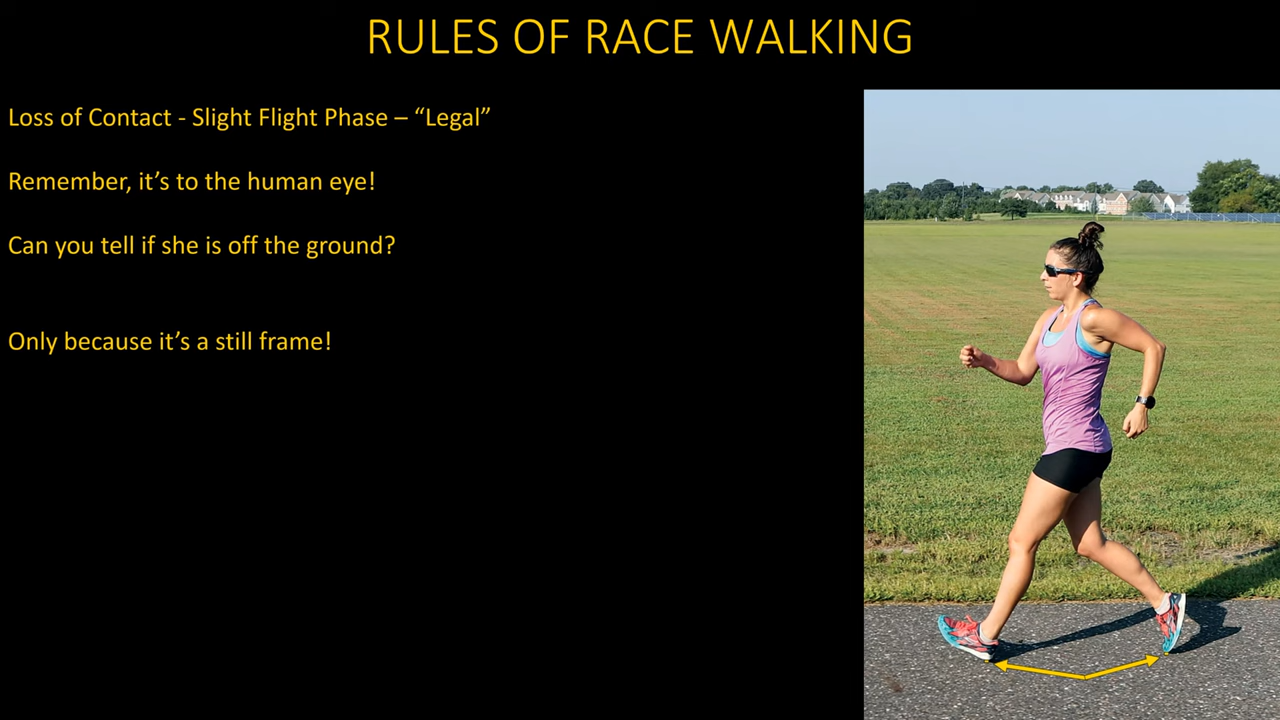 RULES OF RACE WALKING
Loss of Contact - Slight Flight Phase – “Legal”
Remember, it’s to the human eye!
Can you tell if she is off the ground?
Only because it’s a still frame!